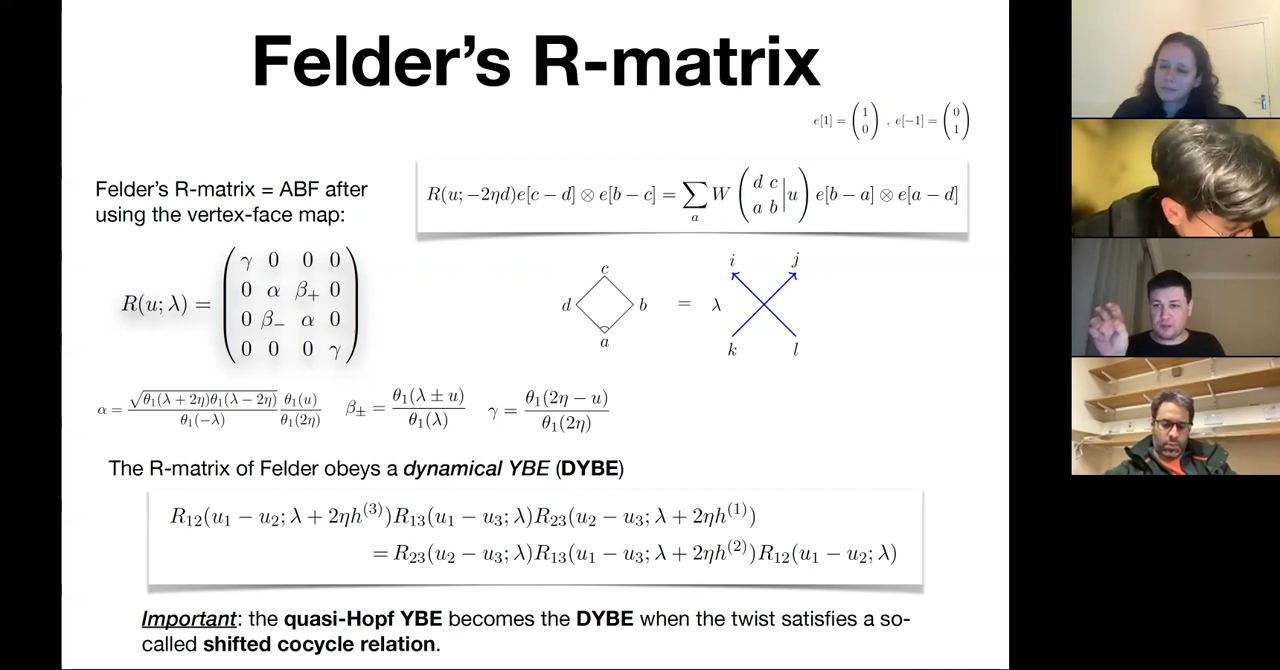 Felder's R-matrix
e[1] = (1 0) , e[−1] = (0 1)
Felder's R-matrix = ABF after
using the vertex-face map:
R(u; −2ηd)e[c − d] ⊗ e[b − c] = ∑_a W (d c a b | u) e[b − a] ⊗ e[a − d]
R(u; λ) = (γ 0 0 0
0 α β₊ 0
0 β₋ α 0
0 0 0 γ)
c
d b
a
= λ
i j
k l
α = √θ₁(λ + 2η)θ₁(λ − 2η) / θ₁(−λ) θ₁(u) / θ₁(2η)
β± = θ₁(λ ± u) / θ₁(λ)
γ = θ₁(2η − u) / θ₁(2η)
The R-matrix of Felder obeys a dynamical YBE (DYBE)
R₁₂(u₁ − u₂; λ + 2ηh⁽³⁾)R₁₃(u₁ − u₃; λ)R₂₃(u₂ − u₃; λ + 2ηh⁽¹⁾)
= R₂₃(u₂ − u₃; λ)R₁₃(u₁ − u₃; λ + 2ηh⁽²⁾)R₁₂(u₁ − u₂; λ)
Important: the quasi-Hopf YBE becomes the DYBE when the twist satisfies a so-
called shifted cocycle relation.